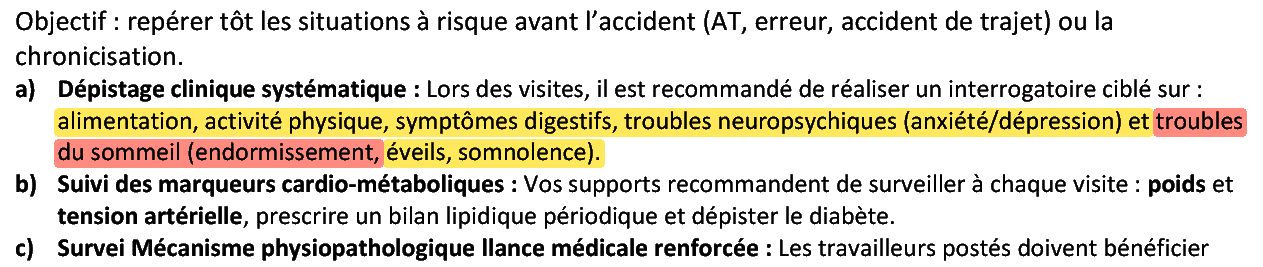 Objectif : repérer tôt les situations à risque avant l’accident (AT, erreur, accident de trajet) ou la
chronicisation.
a) Dépistage clinique systématique : Lors des visites, il est recommandé de réaliser un interrogatoire ciblé sur :
alimentation, activité physique, symptômes digestifs, troubles neuropsychiques (anxiété/dépression) et troubles
du sommeil (endormissement, éveils, somnolence).
b) Suivi des marqueurs cardio-métaboliques : Vos supports recommandent de surveiller à chaque visite : poids et
tension artérielle, prescrire un bilan lipidique périodique et dépister le diabète.
c) Survei Mécanisme physiopathologique llance médicale renforcée : Les travailleurs postés doivent bénéficier